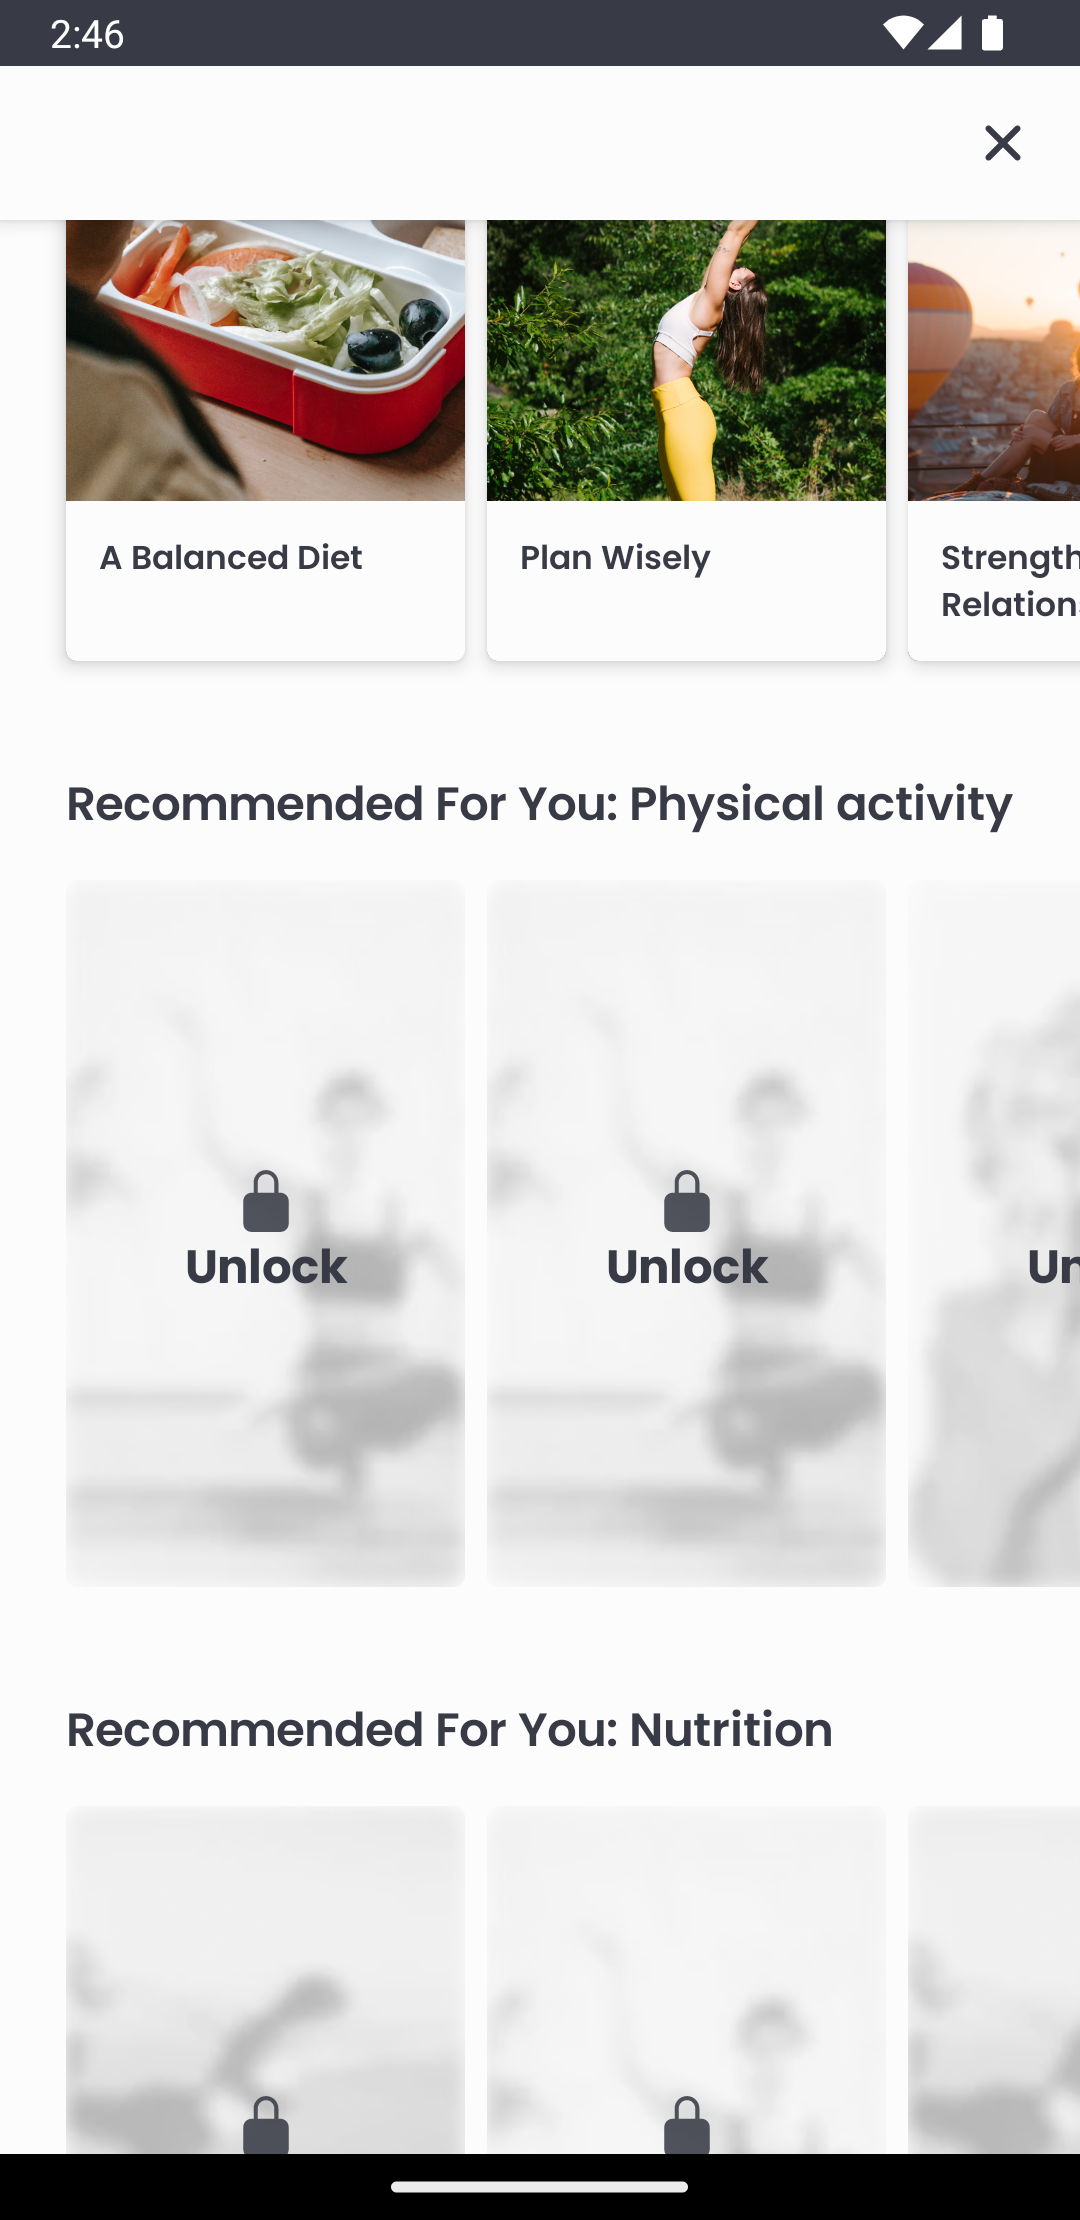 2:46
A Balanced Diet
Plan Wisely
Strength
Relation
Recommended For You: Physical activity
Unlock
Unlock
Un
Recommended For You: Nutrition